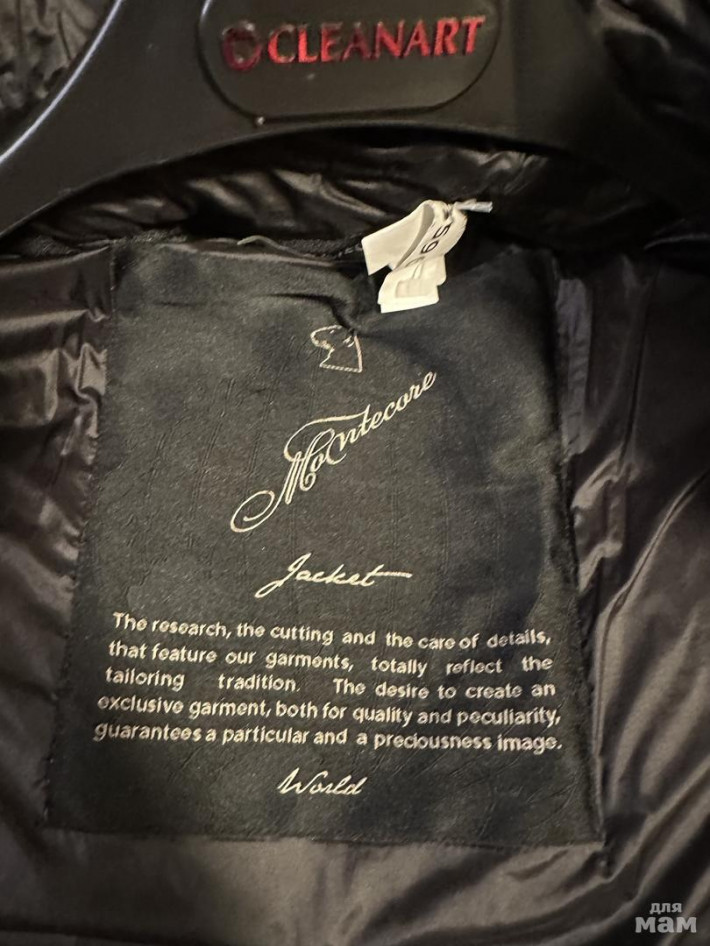 CLEANART
59
Montecore
Jacket
The research, the cutting and the care of details,
that feature our garments, totally reflect the
tailoring tradition. The desire to create an
exclusive garment, both for quality and peculiarity,
guarantees a particular and a preciousness image.
World
для
мам